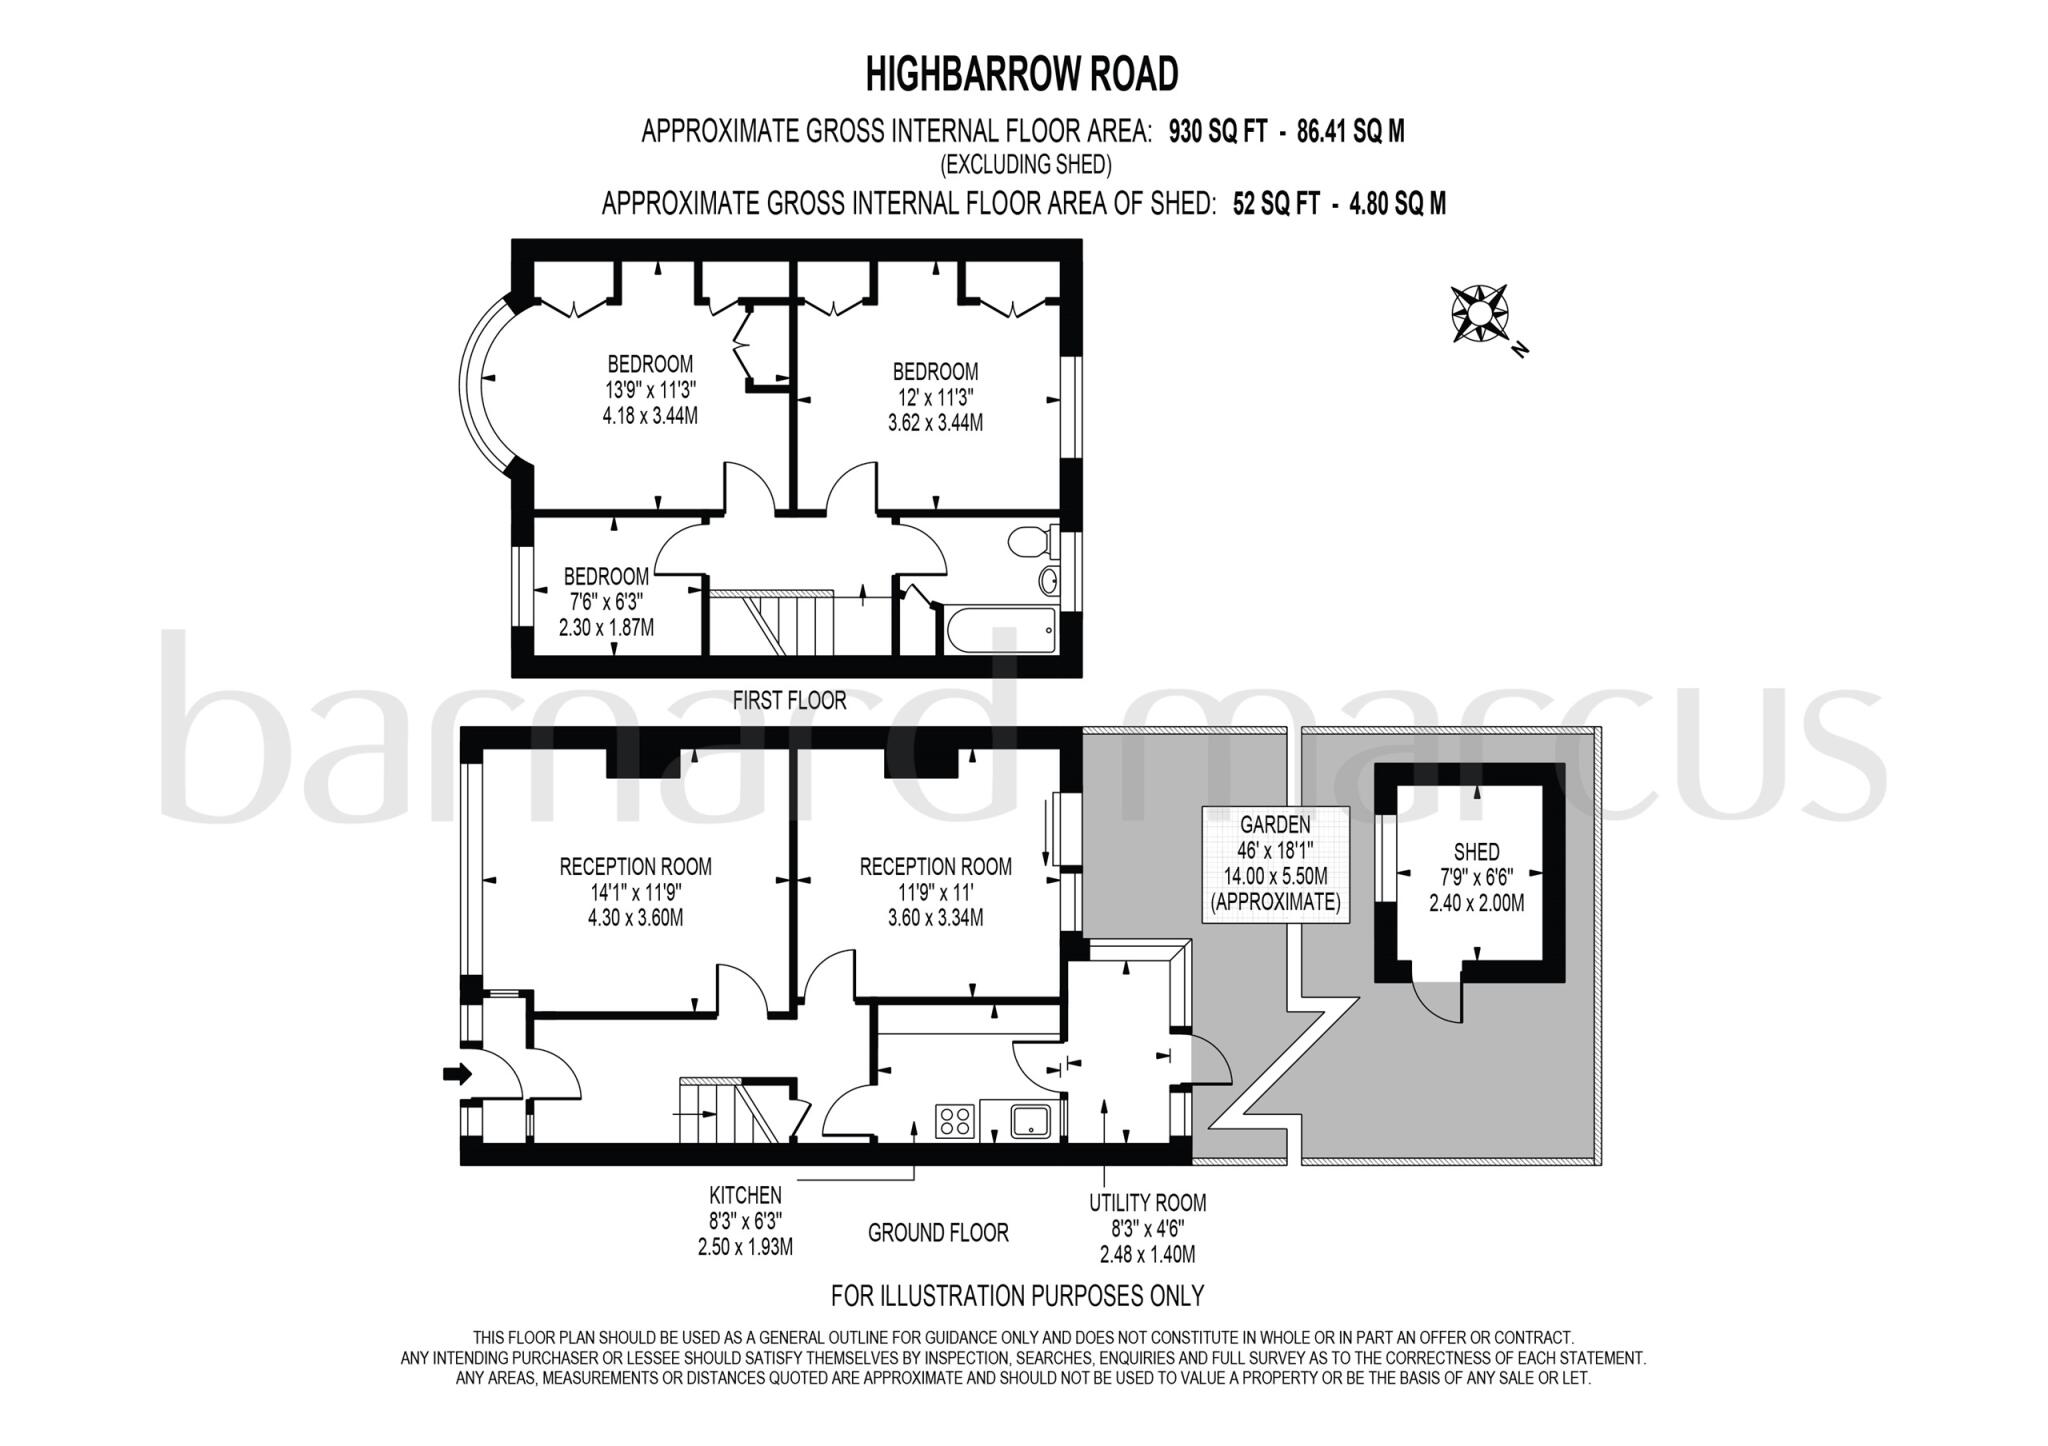 HIGHBARROW ROAD
APPROXIMATE GROSS INTERNAL FLOOR AREA: 930 SQ FT - 86.41 SQ M
(EXCLUDING SHED)
APPROXIMATE GROSS INTERNAL FLOOR AREA OF SHED: 52 SQ FT - 4.80 SQ M
N
BEDROOM
13'9" x 11'3"
4.18 x 3.44M
BEDROOM
12' x 11'3"
3.62 x 3.44M
BEDROOM
7'6" x 6'3"
2.30 x 1.87M
FIRST FLOOR
barnard marcus
RECEPTION ROOM
14'1" x 11'9"
4.30 x 3.60M
RECEPTION ROOM
11'9" x 11'
3.60 x 3.34M
GARDEN
46' x 18'1"
14.00 x 5.50M
(APPROXIMATE)
SHED
7'9" x 6'6"
2.40 x 2.00M
KITCHEN
8'3" x 6'3"
2.50 x 1.93M
GROUND FLOOR
UTILITY ROOM
8'3" x 4'6"
2.48 x 1.40M
FOR ILLUSTRATION PURPOSES ONLY
THIS FLOOR PLAN SHOULD BE USED AS A GENERAL OUTLINE FOR GUIDANCE ONLY AND DOES NOT CONSTITUTE IN WHOLE OR IN PART AN OFFER OR CONTRACT.
ANY INTENDING PURCHASER OR LESSEE SHOULD SATISFY THEMSELVES BY INSPECTION, SEARCHES, ENQUIRIES AND FULL SURVEY AS TO THE CORRECTNESS OF EACH STATEMENT.
ANY AREAS, MEASUREMENTS OR DISTANCES QUOTED ARE APPROXIMATE AND SHOULD NOT BE USED TO VALUE A PROPERTY OR BE THE BASIS OF ANY SALE OR LET.